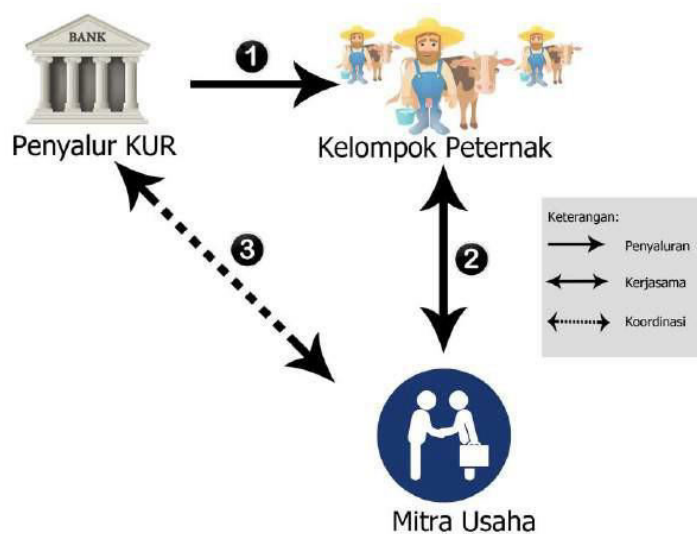 BANK
1
Penyalur KUR
Kelompok Peternak
3
2
Keterangan:
Penyaluran
Kerjasama
Koordinasi
Mitra Usaha